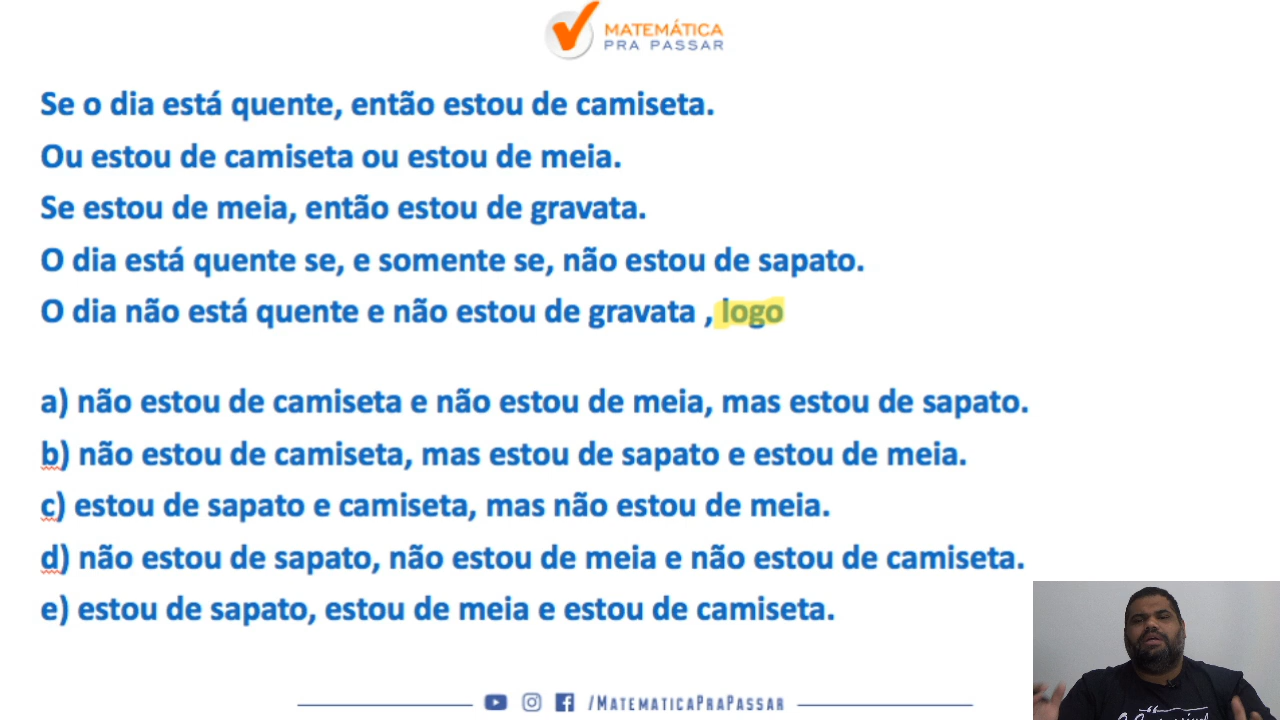 MATEMÁTICA
PRA PASSAR
Se o dia está quente, então estou de camiseta.
Ou estou de camiseta ou estou de meia.
Se estou de meia, então estou de gravata.
O dia está quente se, e somente se, não estou de sapato.
O dia não está quente e não estou de gravata , logo
a) não estou de camiseta e não estou de meia, mas estou de sapato.
b) não estou de camiseta, mas estou de sapato e estou de meia.
c) estou de sapato e camiseta, mas não estou de meia.
d) não estou de sapato, não estou de meia e não estou de camiseta.
e) estou de sapato, estou de meia e estou de camiseta.
/MATEMATICAPRAPASSAR